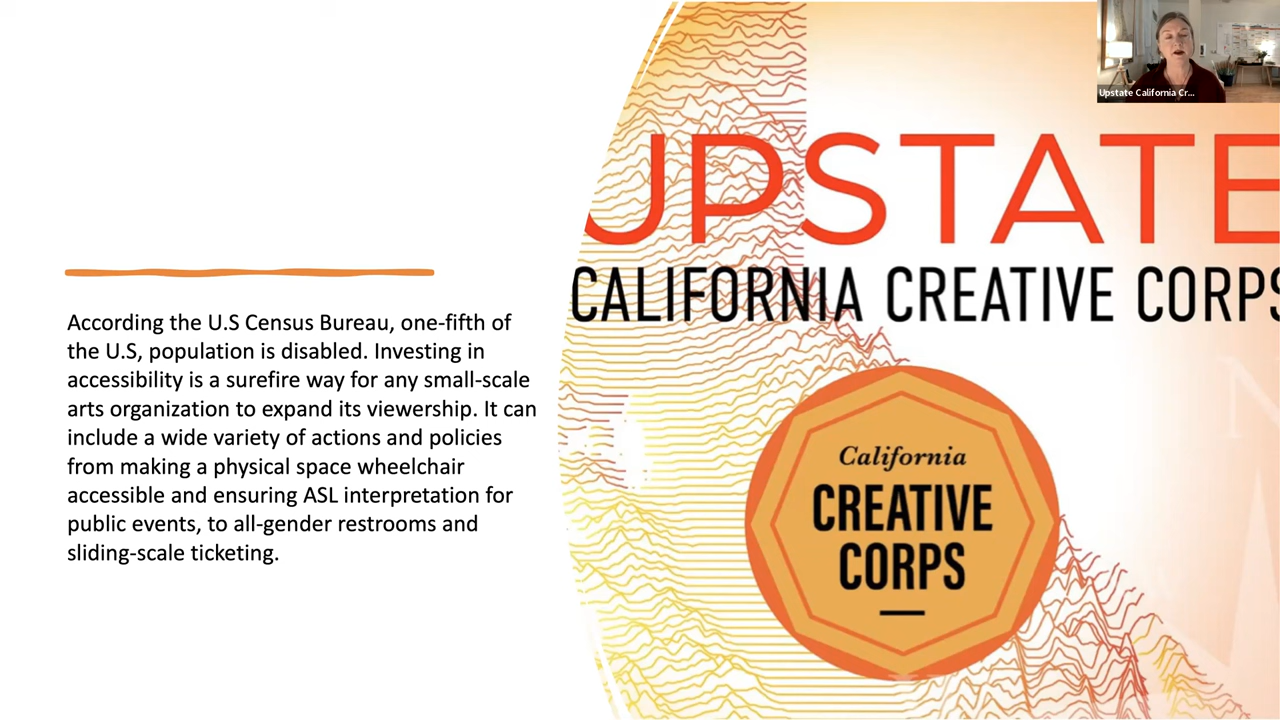 According the U.S Census Bureau, one-fifth of
the U.S, population is disabled. Investing in
accessibility is a surefire way for any small-scale
arts organization to expand its viewership. It can
include a wide variety of actions and policies
from making a physical space wheelchair
accessible and ensuring ASL interpretation for
public events, to all-gender restrooms and
sliding-scale ticketing.
UPSTATE
CALIFORNIA CREATIVE CORPS
California
CREATIVE
CORPS
Upstate California Cr...